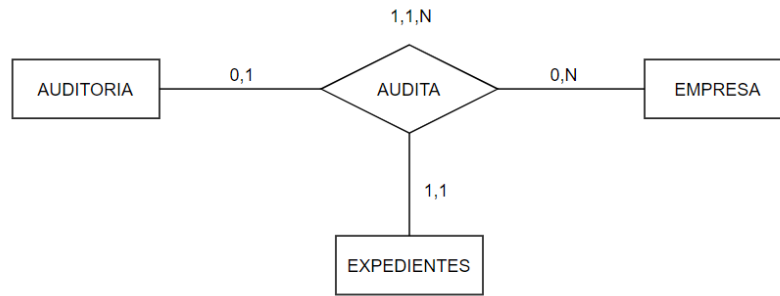 1,1,N
AUDITORIA
0,1
AUDITA
0,N
EMPRESA
1,1
EXPEDIENTES